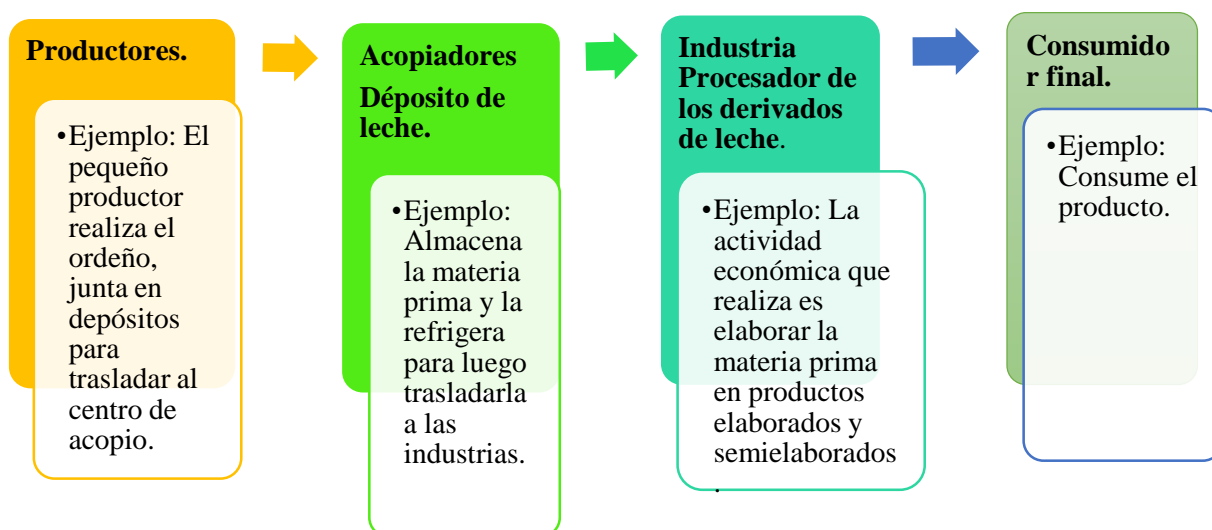 Productores.
•Ejemplo: El
pequeño
productor
realiza el
ordeño,
junta en
depósitos
para
trasladar al
centro de
acopio.
Acopiadores
Déposito de
leche.
•Ejemplo:
Almacena
la materia
prima y la
refrigera
para luego
trasladarla
a las
industrias.
Industria
Procesador de
los derivados
de leche.
•Ejemplo: La
actividad
económica que
realiza es
elaborar la
materia prima
en productos
elaborados y
semielaborados
.
Consumido
r final.
•Ejemplo:
Consume el
producto.